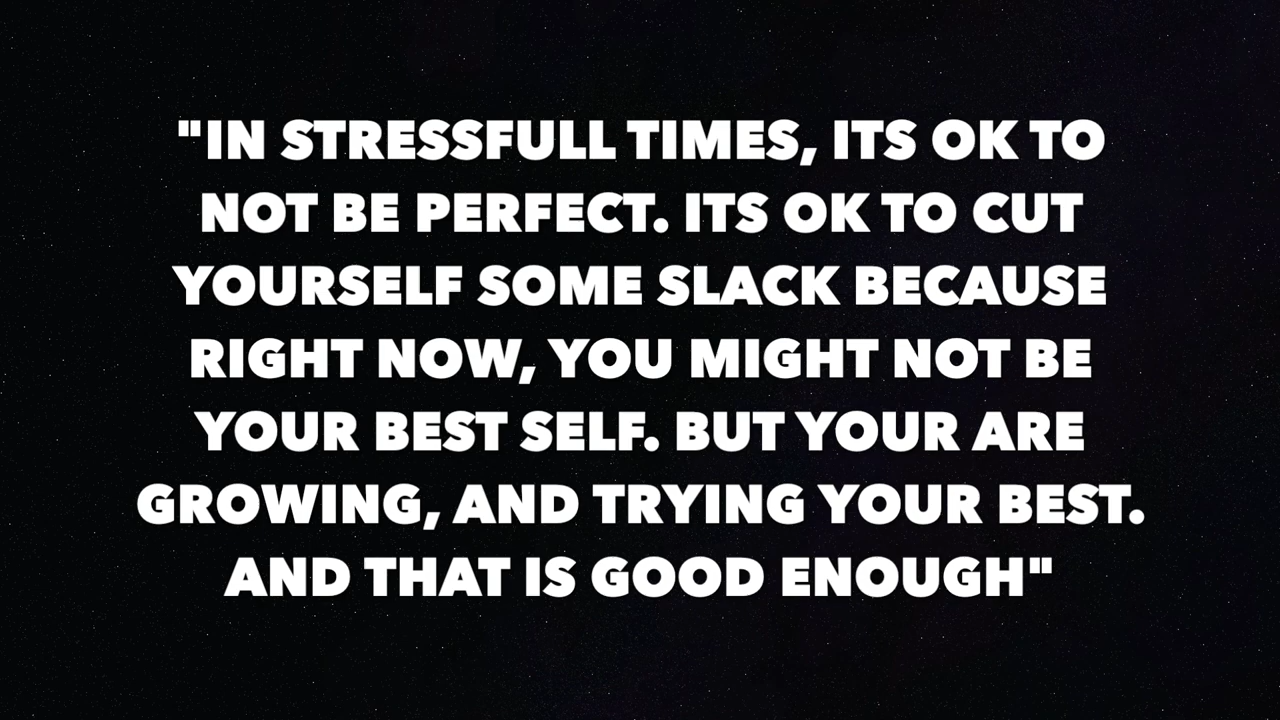 "IN STRESSFULL TIMES, ITS OK TO
NOT BE PERFECT. ITS OK TO CUT
YOURSELF SOME SLACK BECAUSE
RIGHT NOW, YOU MIGHT NOT BE
YOUR BEST SELF. BUT YOUR ARE
GROWING, AND TRYING YOUR BEST.
AND THAT IS GOOD ENOUGH"